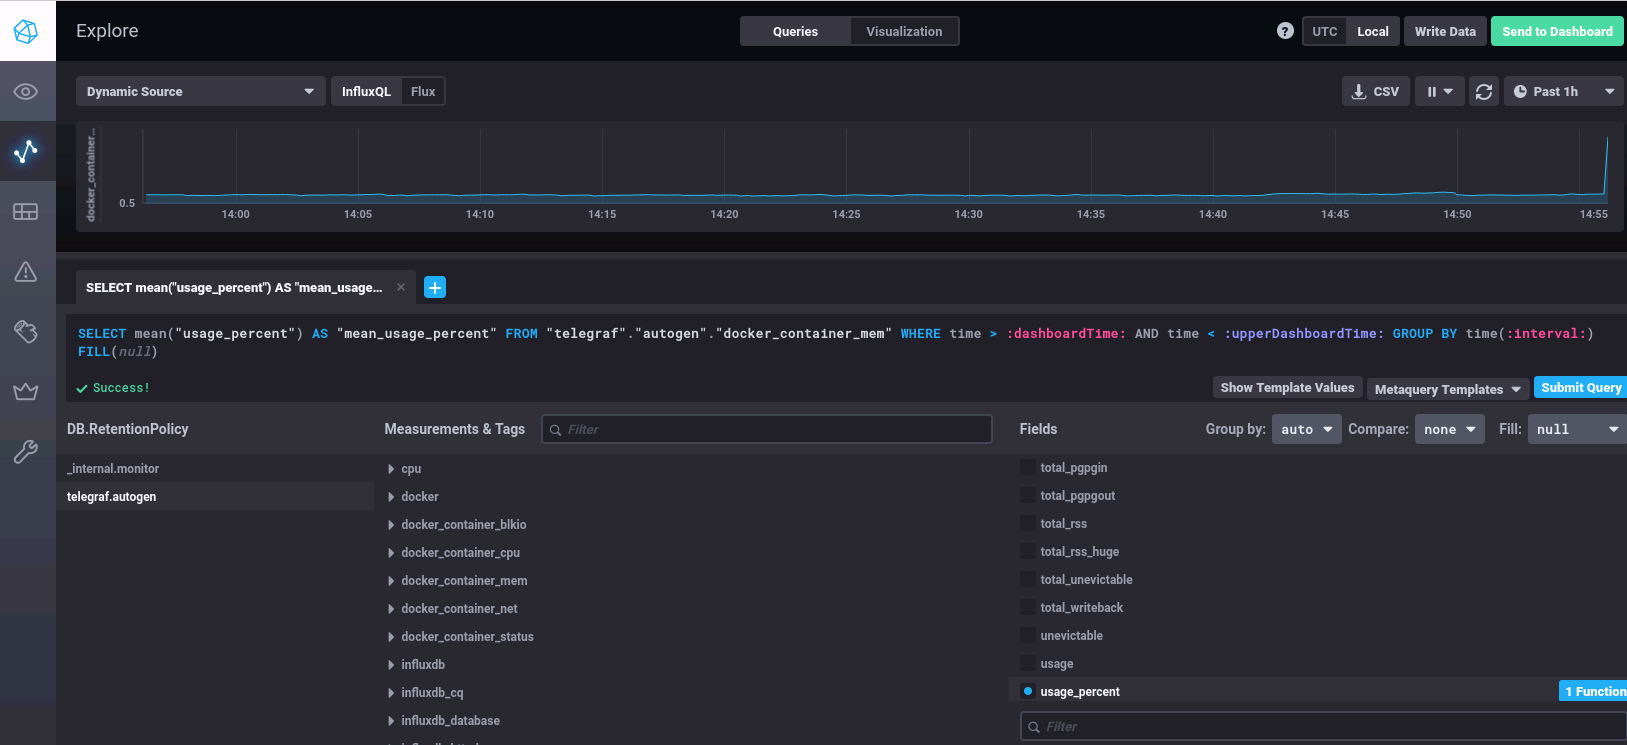 Explore
Queries Visualization
? UTC Local Write Data Send to Dashboard
Dynamic Source InfluxQL Flux
CSV Past 1h
docker_container...
0.5
14:00 14:05 14:10 14:15 14:20 14:25 14:30 14:35 14:40 14:45 14:50 14:55
SELECT mean("usage_percent") AS "mean_usage... × +
SELECT mean("usage_percent") AS "mean_usage_percent" FROM "telegraf"."autogen"."docker_container_mem" WHERE time > :dashboardTime: AND time < :upperDashboardTime: GROUP BY time(:interval:)
FILL(null)
Success!
Show Template Values Metaquery Templates Submit Query
DB.RetentionPolicy
_internal.monitor
telegraf.autogen
Measurements & Tags Filter
cpu
docker
docker_container_blkio
docker_container_cpu
docker_container_mem
docker_container_net
docker_container_status
influxdb
influxdb_cq
influxdb_database
Fields Group by: auto Compare: none Fill: null
total_pgpgin
total_pgpgout
total_rss
total_rss_huge
total_unevictable
total_writeback
unevictable
usage
usage_percent 1 Function
Filter